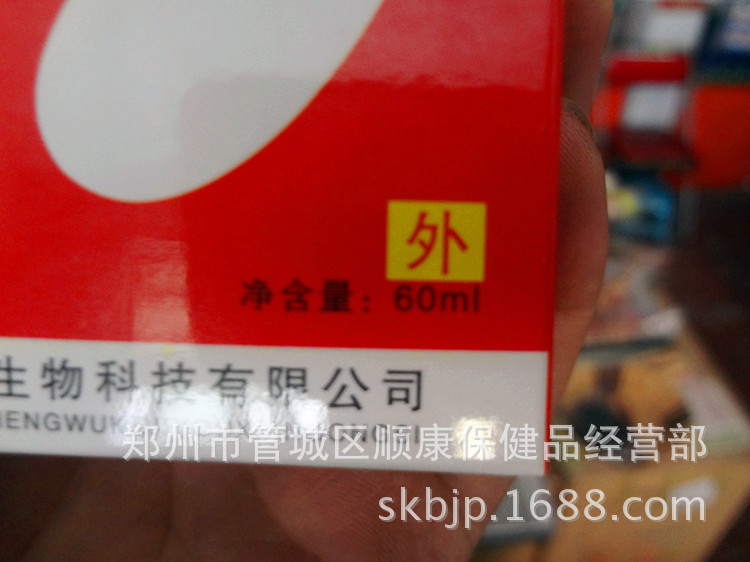 外
净含量：60ml
生物科技有限公司
郑州市管城区顺康保健品经营部
skbjp.1688.com